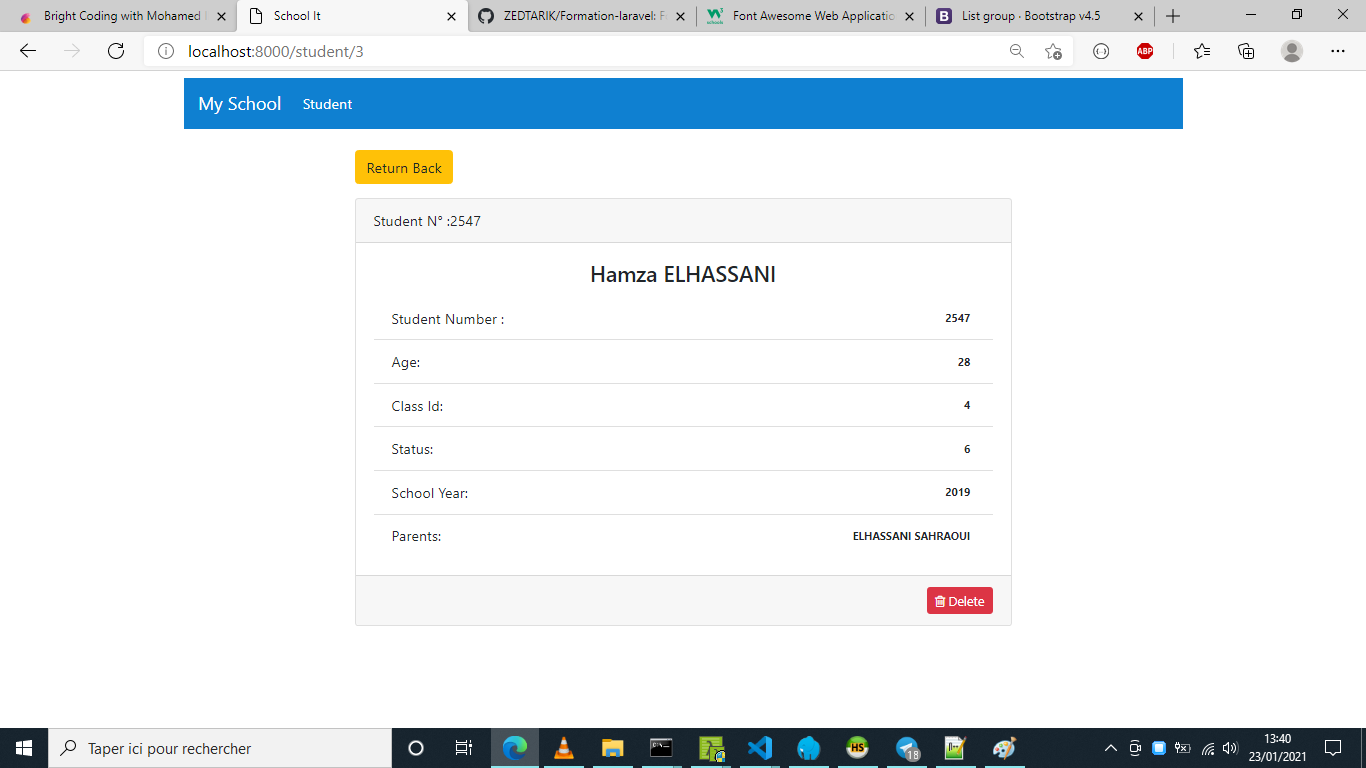 Bright Coding with Mohamed
School It
ZEDTARIK/Formation-laravel: F
Font Awesome Web Applicatio
List group · Bootstrap v4.5
localhost:8000/student/3
ABP
My School
Student
Return Back
Student N° :2547
Hamza ELHASSANI
Student Number : 2547
Age: 28
Class Id: 4
Status: 6
School Year: 2019
Parents: ELHASSANI SAHRAOUI
Delete
Taper ici pour rechercher
HS
18
13:40
23/01/2021